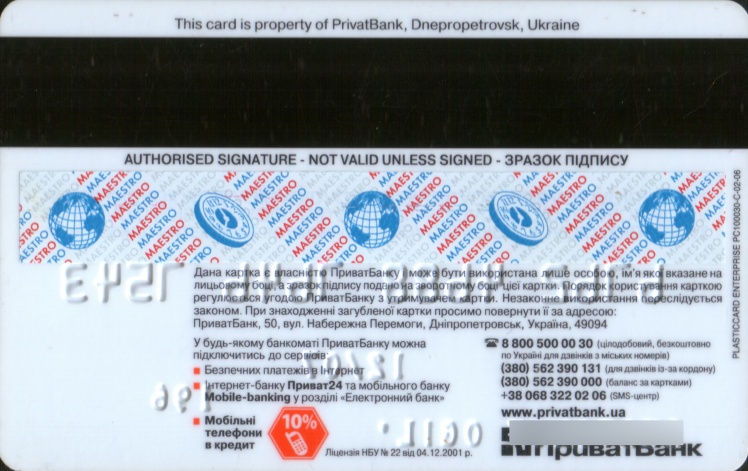 This card is property of PrivatBank, Dnepropetrovsk, Ukraine
AUTHORISED SIGNATURE - NOT VALID UNLESS SIGNED - ЗРАЗОК ПІДПИСУ
MAESTRO MAESTRO MAESTRO MAESTRO MAESTRO
PLASTICCARD ENTERPRISE PC100030-C-02-06
Дана картка є власністю ПриватБанку і може бути використана лише особою, ім'я якої вказане на
лицьовому боці, а зразок підпису подано на зворотному боці цієї картки. Порядок користування карткою
регулюється угодою ПриватБанку з утримувачем картки. Незаконне використання переслідується
законом. При знаходженні загубленої картки просимо повернути її за адресою:
ПриватБанк, 50, вул. Набережна Перемоги, Дніпропетровськ, Україна, 49094
У будь-якому банкоматі ПриватБанку можна
підключитись до сервісів:
Безпечних платежів в Інтернет
Інтернет-банку Приват24 та мобільного банку
Mobile-banking у розділі «Електронний банк»
Мобільні
телефони
в кредит
10%
Ліцензія НБУ № 22 від 04.12.2001 р.
☎ 8 800 500 00 30 (цілодобовий, безкоштовно
по Україні для дзвінків з міських номерів)
(380) 562 390 131 (для дзвінків із-за кордону)
(380) 562 390 000 (баланс за картками)
+38 068 322 02 06 (SMS-центр)
www.privatbank.ua
ПриватБанк